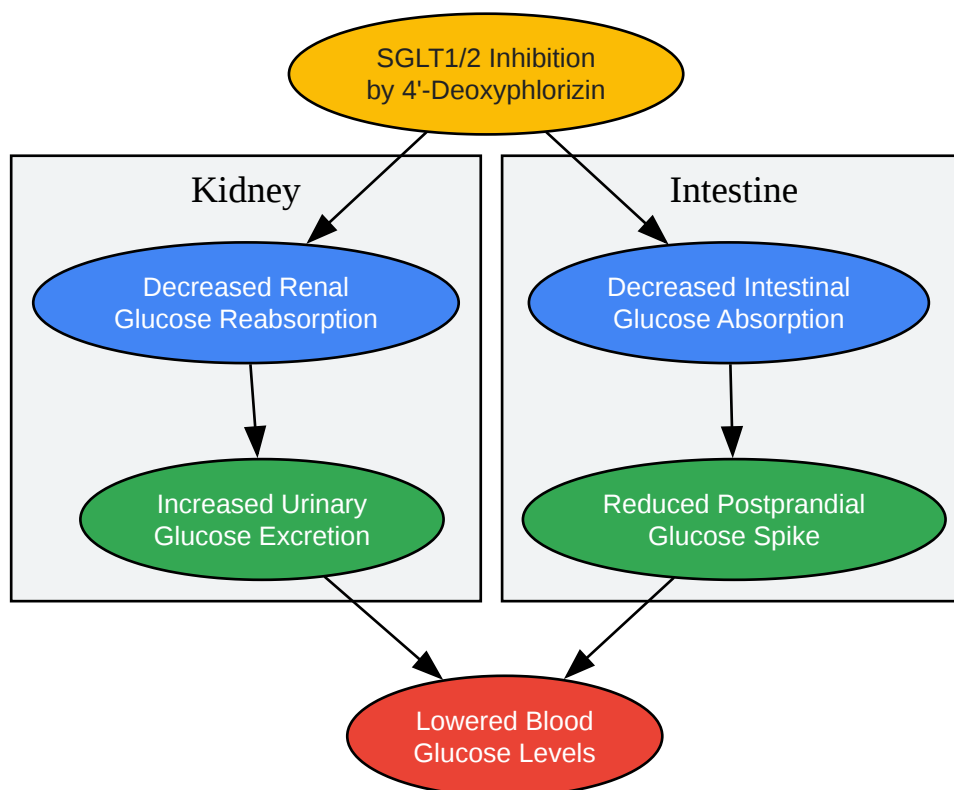 SGLT1/2 Inhibition
by 4'-Deoxyphlorizin
Kidney
Decreased Renal
Glucose Reabsorption
Increased Urinary
Glucose Excretion
Intestine
Decreased Intestinal
Glucose Absorption
Reduced Postprandial
Glucose Spike
Lowered Blood
Glucose Levels